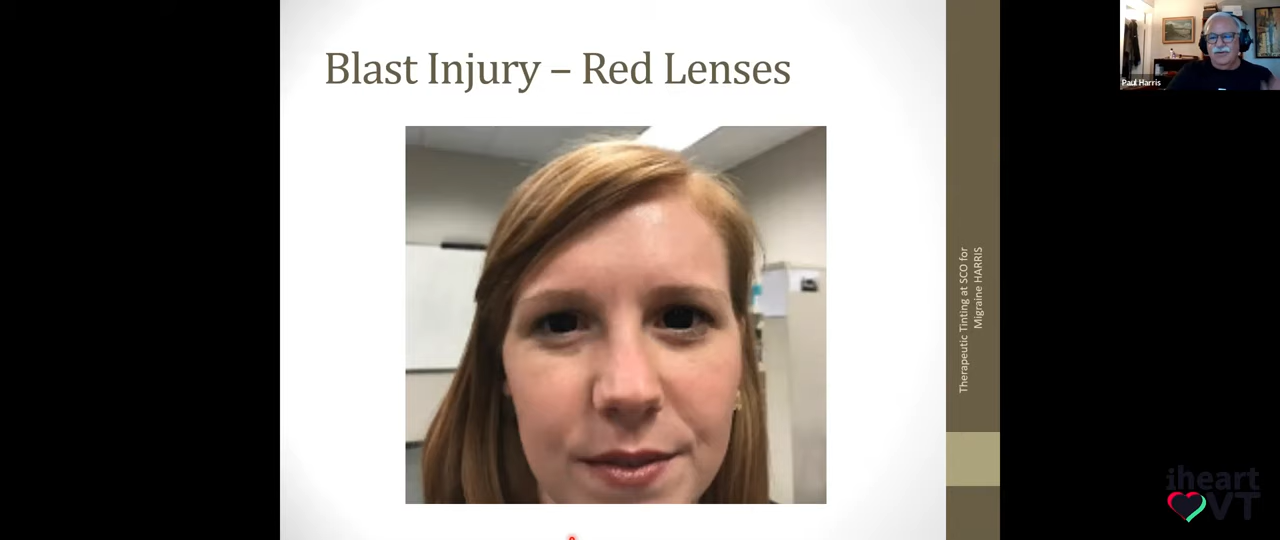 Blast Injury – Red Lenses
Paul Harris
Therapeutic Tinting at SCO for
Migraine HARRIS
iheart
VT